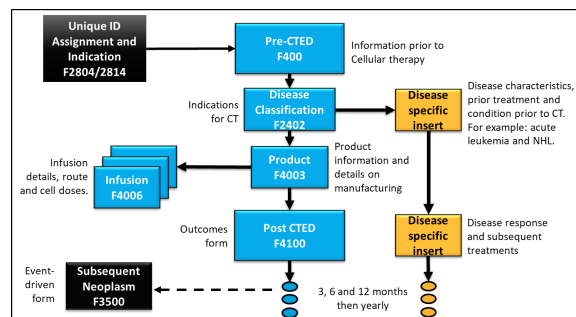 Unique ID
Assignment and
Indication
F2804/2814
Pre-CTED
F400
Information prior to
Cellular therapy
Indications
for CT
Disease
Classification
F2402
Disease
specific
insert
Disease characteristics,
prior treatment and
condition prior to CT.
For example: acute
leukemia and NHL.
Infusion
details, route
and cell doses.
Infusion
F4006
Product
F4003
Product
information and
details on
manufacturing
Outcomes
form
Post CTED
F4100
Disease
specific
insert
Disease response
and subsequent
treatments
Event-
driven
form
Subsequent
Neoplasm
F3500
3, 6 and 12 months
then yearly